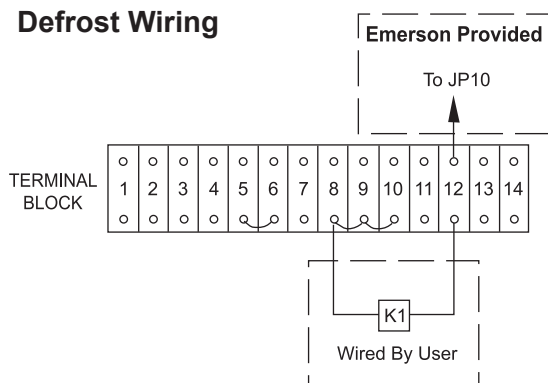 Defrost Wiring
Emerson Provided
To JP10
TERMINAL
BLOCK
1 2 3 4 5 6 7 8 9 10 11 12 13 14
K1
Wired By User